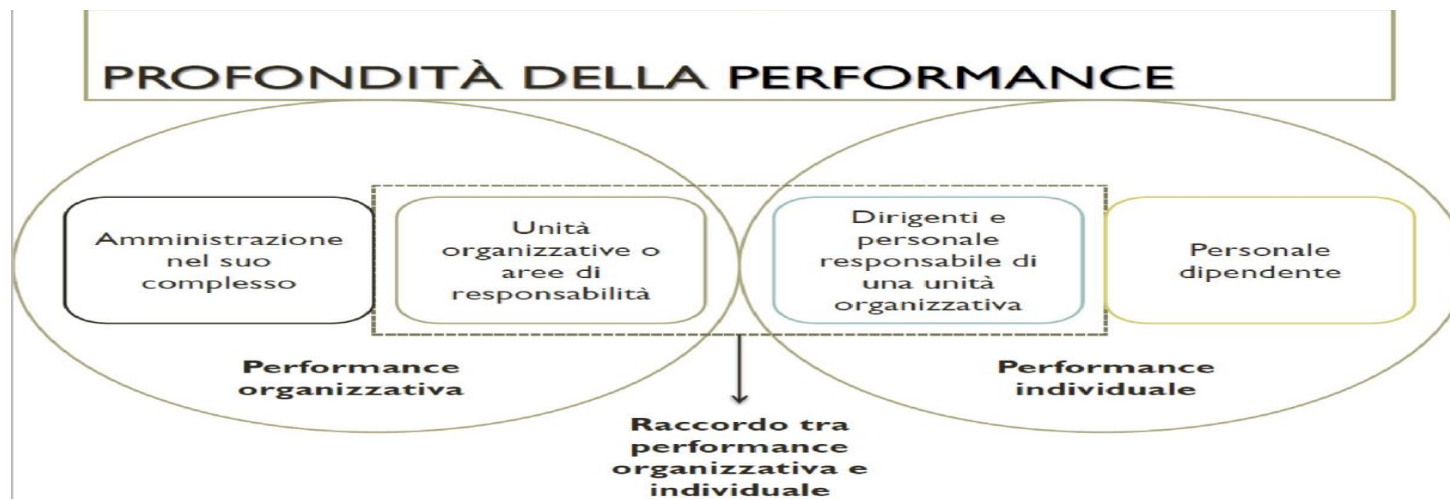 PROFONDITÀ DELLA PERFORMANCE
Amministrazione
nel suo
complesso
Unità
organizzative o
aree di
responsabilità
Dirigenti e
personale
responsabile di
una unità
organizzativa
Personale
dipendente
Performance
organizzativa
Performance
individuale
Raccordo tra
performance
organizzativa e
individuale